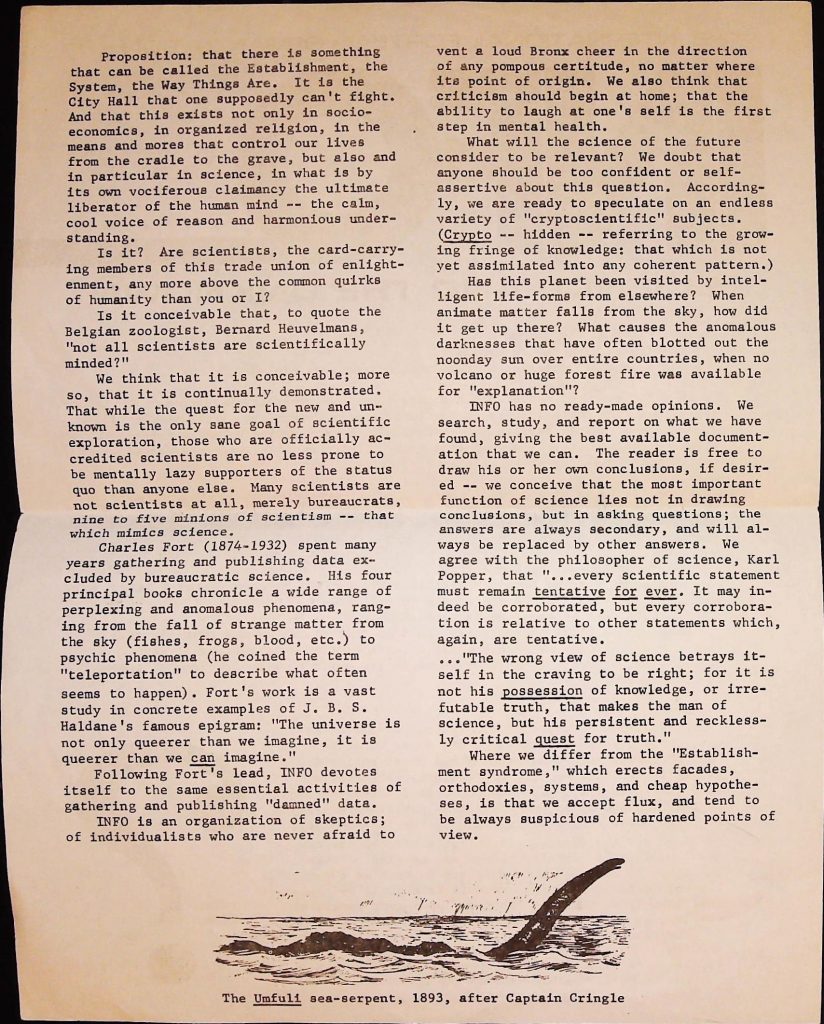 Proposition: that there is something
that can be called the Establishment, the
System, the Way Things Are. It is the
City Hall that one supposedly can't fight.
And that this exists not only in socio-
economics, in organized religion, in the
means and mores that control our lives
from the cradle to the grave, but also and
in particular in science, in what is by
its own vociferous claimancy the ultimate
liberator of the human mind -- the calm,
cool voice of reason and harmonious under-
standing.
Is it? Are scientists, the card-carry-
ing members of this trade union of enlight-
enment, any more above the common quirks
of humanity than you or I?
Is it conceivable that, to quote the
Belgian zoologist, Bernard Heuvelmans,
"not all scientists are scientifically
minded?"
We think that it is conceivable; more
so, that it is continually demonstrated.
That while the quest for the new and un-
known is the only sane goal of scientific
exploration, those who are officially ac-
credited scientists are no less prone to
be mentally lazy supporters of the status
quo than anyone else. Many scientists are
not scientists at all, merely bureaucrats,
nine to five minions of scientism -- that
which mimics science.
Charles Fort (1874-1932) spent many
years gathering and publishing data ex-
cluded by bureaucratic science. His four
principal books chronicle a wide range of
perplexing and anomalous phenomena, rang-
ing from the fall of strange matter from
the sky (fishes, frogs, blood, etc.) to
psychic phenomena (he coined the term
"teleportation" to describe what often
seems to happen). Fort's work is a vast
study in concrete examples of J. B. S.
Haldane's famous epigram: "The universe is
not only queerer than we imagine, it is
queerer than we can imagine."
Following Fort's lead, INFO devotes
itself to the same essential activities of
gathering and publishing "damned" data.
INFO is an organization of skeptics;
of individualists who are never afraid to
vent a loud Bronx cheer in the direction
of any pompous certitude, no matter where
its point of origin. We also think that
criticism should begin at home; that the
ability to laugh at one's self is the first
step in mental health.
What will the science of the future
consider to be relevant? We doubt that
anyone should be too confident or self-
assertive about this question. According-
ly, we are ready to speculate on an endless
variety of "cryptoscientific" subjects.
(Crypto -- hidden -- referring to the grow-
ing fringe of knowledge: that which is not
yet assimilated into any coherent pattern.)
Has this planet been visited by intel-
ligent life-forms from elsewhere? When
animate matter falls from the sky, how did
it get up there? What causes the anomalous
darknesses that have often blotted out the
noonday sun over entire countries, when no
volcano or huge forest fire was available
for "explanation"?
INFO has no ready-made opinions. We
search, study, and report on what we have
found, giving the best available document-
ation that we can. The reader is free to
draw his or her own conclusions, if desir-
ed -- we conceive that the most important
function of science lies not in drawing
conclusions, but in asking questions; the
answers are always secondary, and will al-
ways be replaced by other answers. We
agree with the philosopher of science, Karl
Popper, that "...every scientific statement
must remain tentative for ever. It may in-
deed be corroborated, but every corrobora-
tion is relative to other statements which,
again, are tentative.
..."The wrong view of science betrays it-
self in the craving to be right; for it is
not his possession of knowledge, or irre-
futable truth, that makes the man of
science, but his persistent and reckless-
ly critical quest for truth."
Where we differ from the "Establish-
ment syndrome," which erects facades,
orthodoxies, systems, and cheap hypothe-
ses, is that we accept flux, and tend to
be always suspicious of hardened points of
view.
The Umfuli sea-serpent, 1893, after Captain Cringle